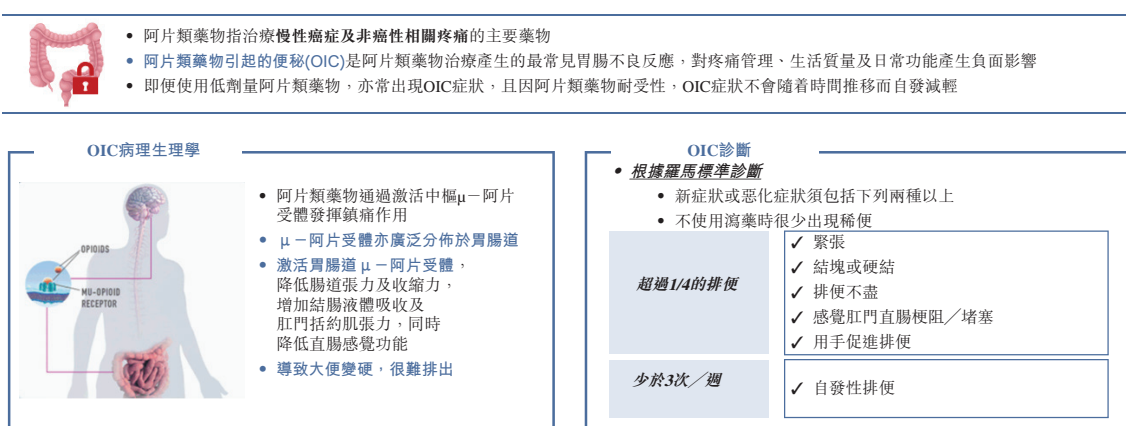 • 阿片類藥物指治療慢性癌症及非癌性相關疼痛的主要藥物
• 阿片類藥物引起的便秘(OIC)是阿片類藥物治療產生的最常見胃腸不良反應，對疼痛管理、生活質量及日常功能產生負面影響
• 即便使用低劑量阿片類藥物，亦常出現OIC症狀，且因阿片類藥物耐受性，OIC症狀不會隨着時間推移而自發減輕
OIC病理生理學
OPIOIDS
MU-OPIOID
RECEPTOR
• 阿片類藥物通過激活中樞μ－阿片
受體發揮鎮痛作用
• μ－阿片受體亦廣泛分佈於胃腸道
• 激活胃腸道μ－阿片受體，
降低腸道張力及收縮力，
增加結腸液體吸收及
肛門括約肌張力，同時
降低直腸感覺功能
• 導致大便變硬，很難排出
OIC診斷
• 根據羅馬標準診斷
• 新症狀或惡化症狀須包括下列兩種以上
• 不使用瀉藥時很少出現稀便
超過1/4的排便
✓ 緊張
✓ 結塊或硬結
✓ 排便不盡
✓ 感覺肛門直腸梗阻／堵塞
✓ 用手促進排便
少於3次／週
✓ 自發性排便